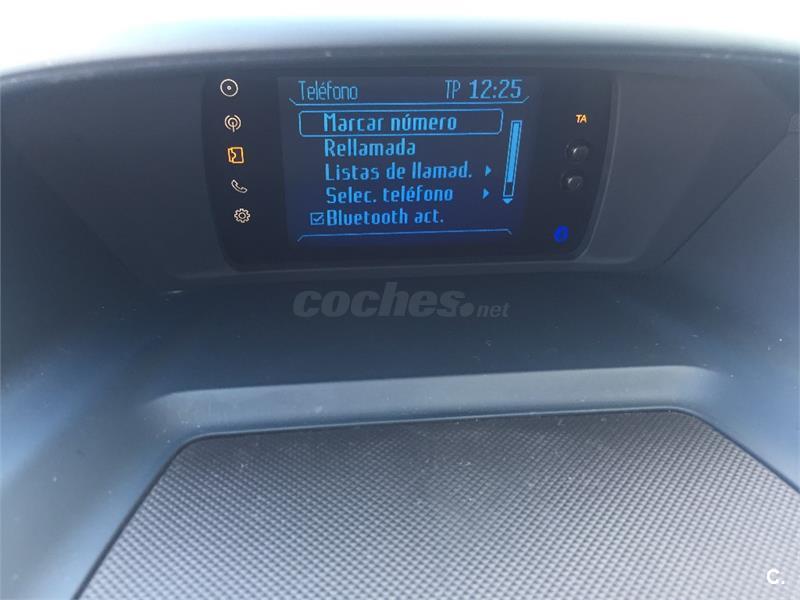 Teléfono TP 12:25
Marcar número
Rellamada
Listas de llamad.
Selec. teléfono
Bluetooth act.
TA
coches.net
c.